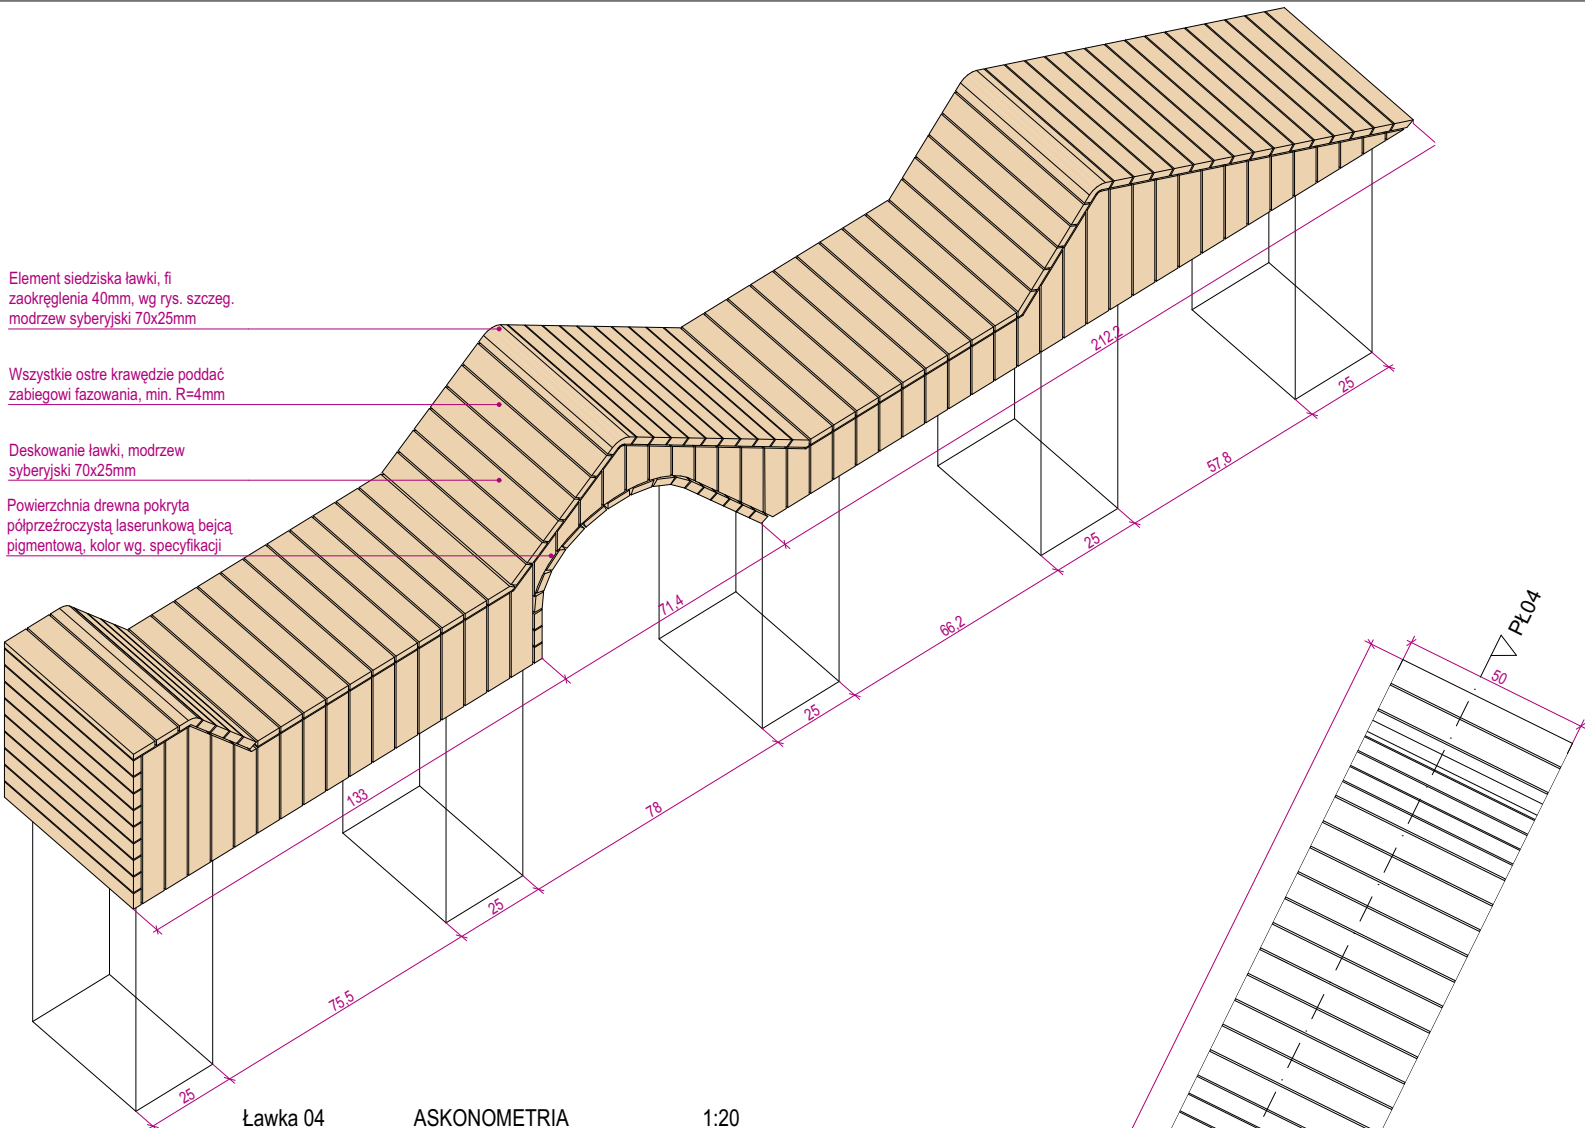 Element siedziska ławki, fi
zaokręglenia 40mm, wg rys. szczeg.
modrzew syberyjski 70x25mm
Wszystkie ostre krawędzie poddać
zabiegowi fazowania, min. R=4mm
Deskowanie ławki, modrzew
syberyjski 70x25mm
Powierzchnia drewna pokryta
półprzeźroczystą laserunkową bejcą
pigmentową, kolor wg. specyfikacji
212,2
25
57,8
25
66,2
71,4
25
78
133
25
75,5
25
PŁ04
50
Ławka 04 ASKONOMETRIA 1:20